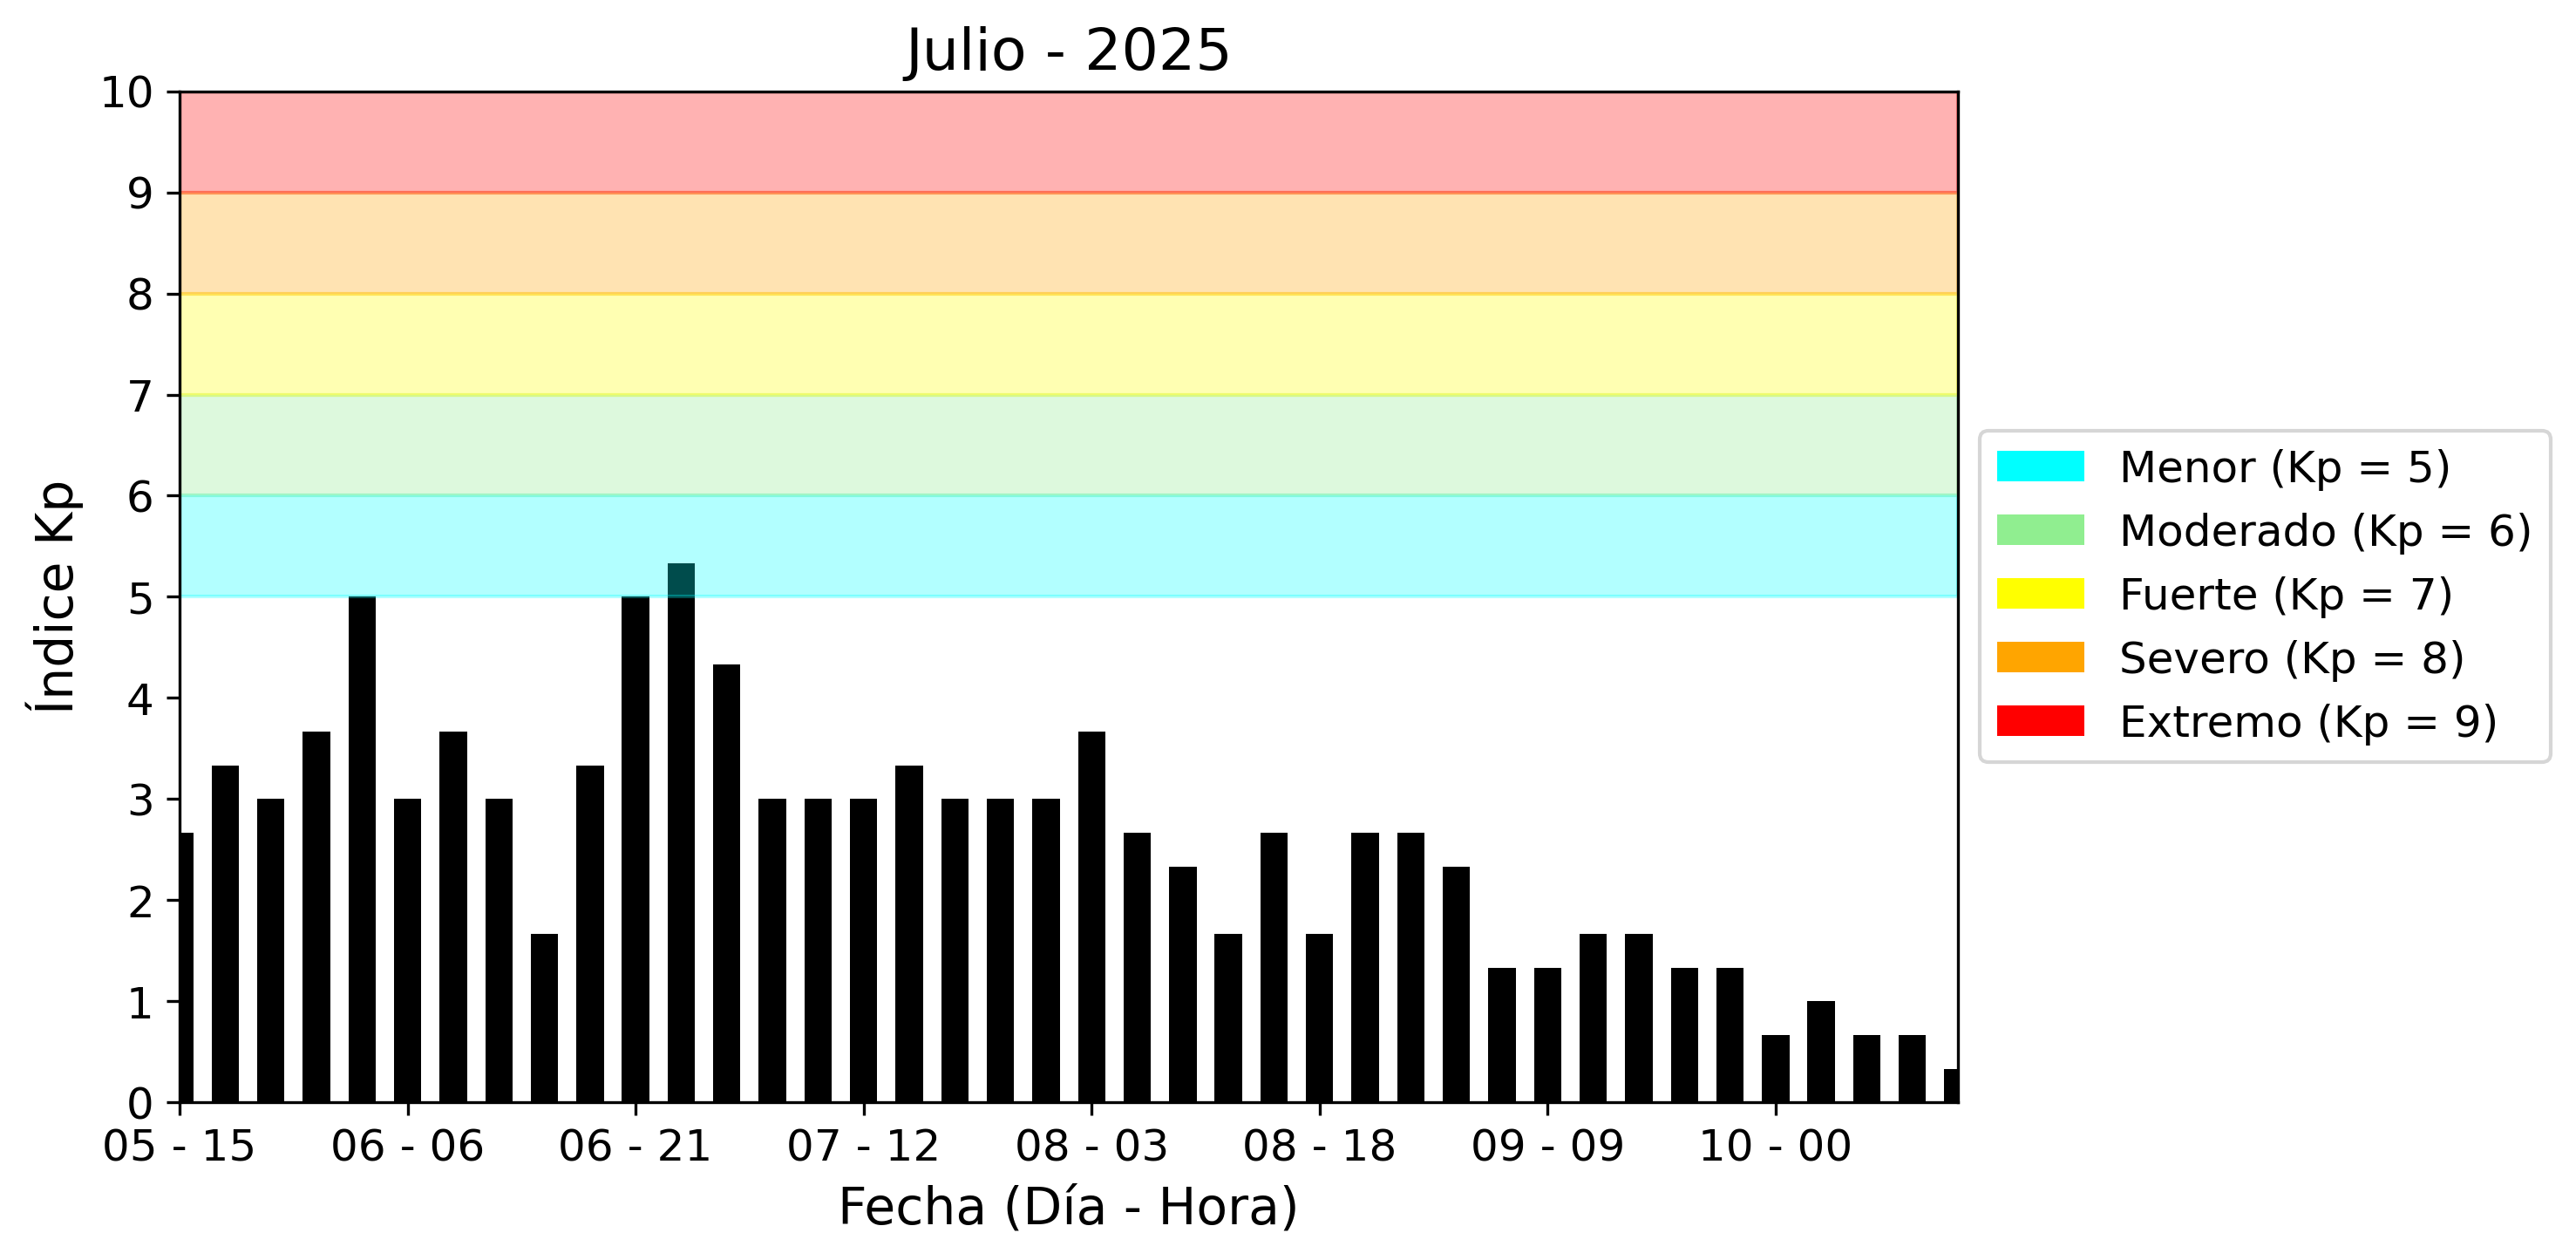 Julio - 2025
10
9
8
7
6
5
4
3
2
1
0
Índice Kp
05 - 15
06 - 06
06 - 21
07 - 12
08 - 03
08 - 18
09 - 09
10 - 00
Fecha (Día - Hora)
Menor (Kp = 5)
Moderado (Kp = 6)
Fuerte (Kp = 7)
Severo (Kp = 8)
Extremo (Kp = 9)